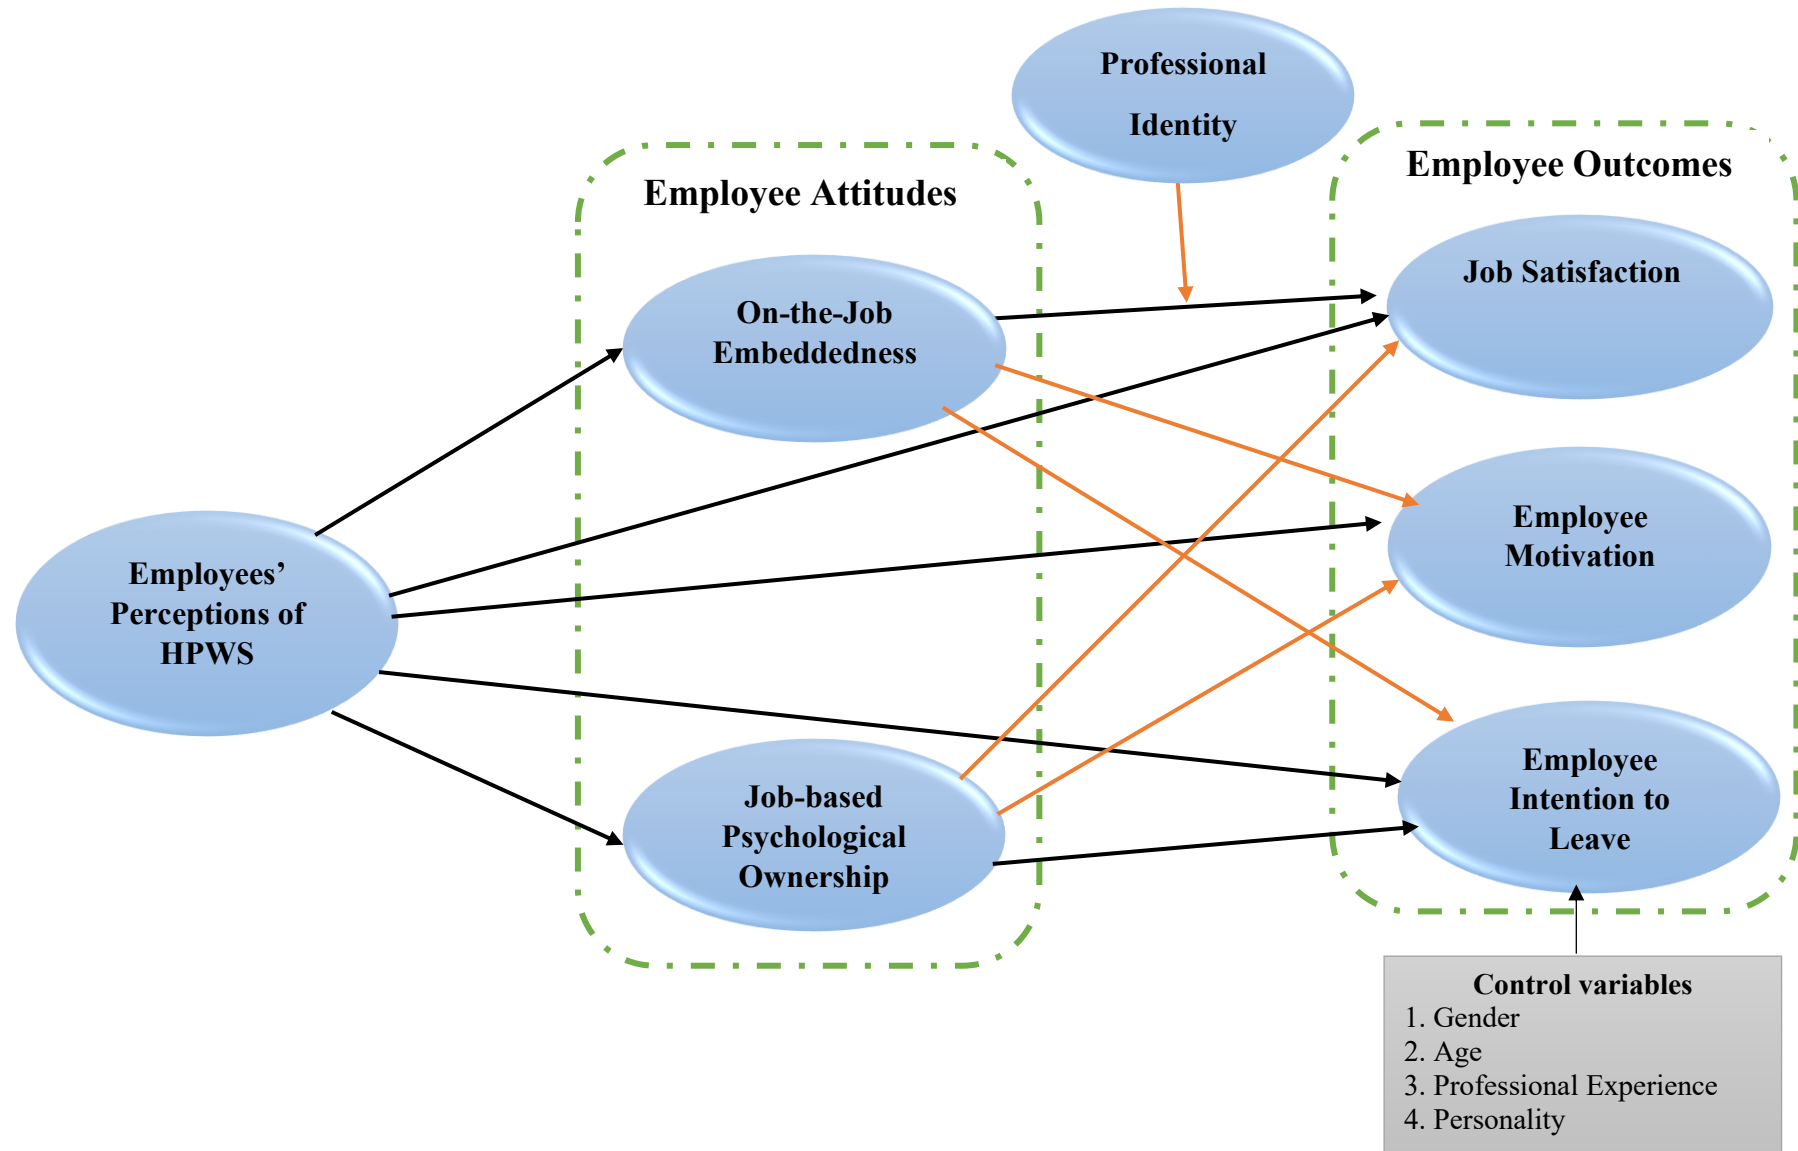 Professional
Identity
Employee Outcomes
Employee Attitudes
Job Satisfaction
On-the-Job
Embeddedness
Employee
Motivation
Employees’
Perceptions of
HPWS
Employee
Intention to
Leave
Job-based
Psychological
Ownership
Control variables
1. Gender
2. Age
3. Professional Experience
4. Personality